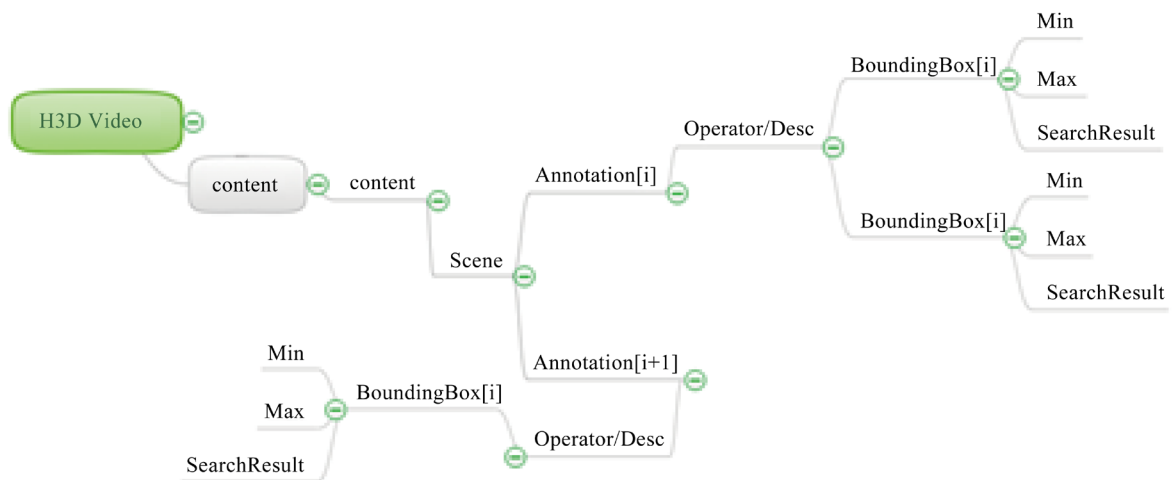 H3D Video
content
content
Scene
Annotation[i]
Operator/Desc
BoundingBox[i]
Min
Max
SearchResult
BoundingBox[i]
Min
Max
SearchResult
Annotation[i+1]
Operator/Desc
BoundingBox[i]
Min
Max
SearchResult